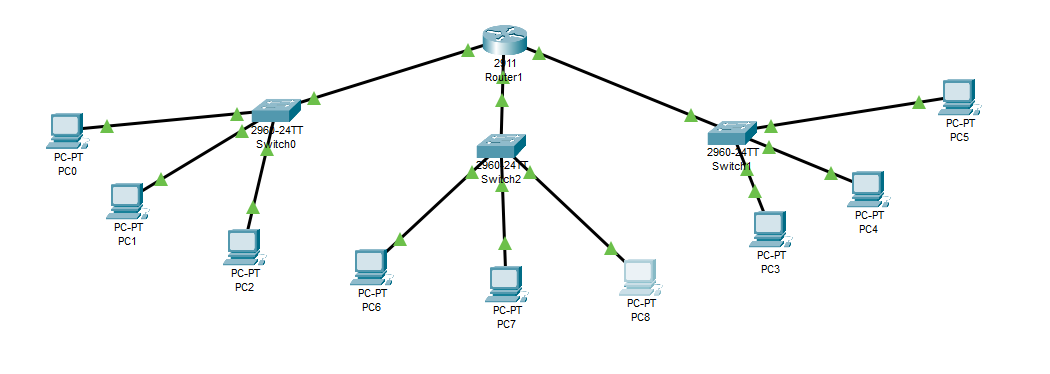 2911
Router1
2960-24TT
Switch0
2960-24TT
Switch2
2960-24TT
Switch1
PC-PT
PC0
PC-PT
PC1
PC-PT
PC2
PC-PT
PC6
PC-PT
PC7
PC-PT
PC8
PC-PT
PC3
PC-PT
PC4
PC-PT
PC5